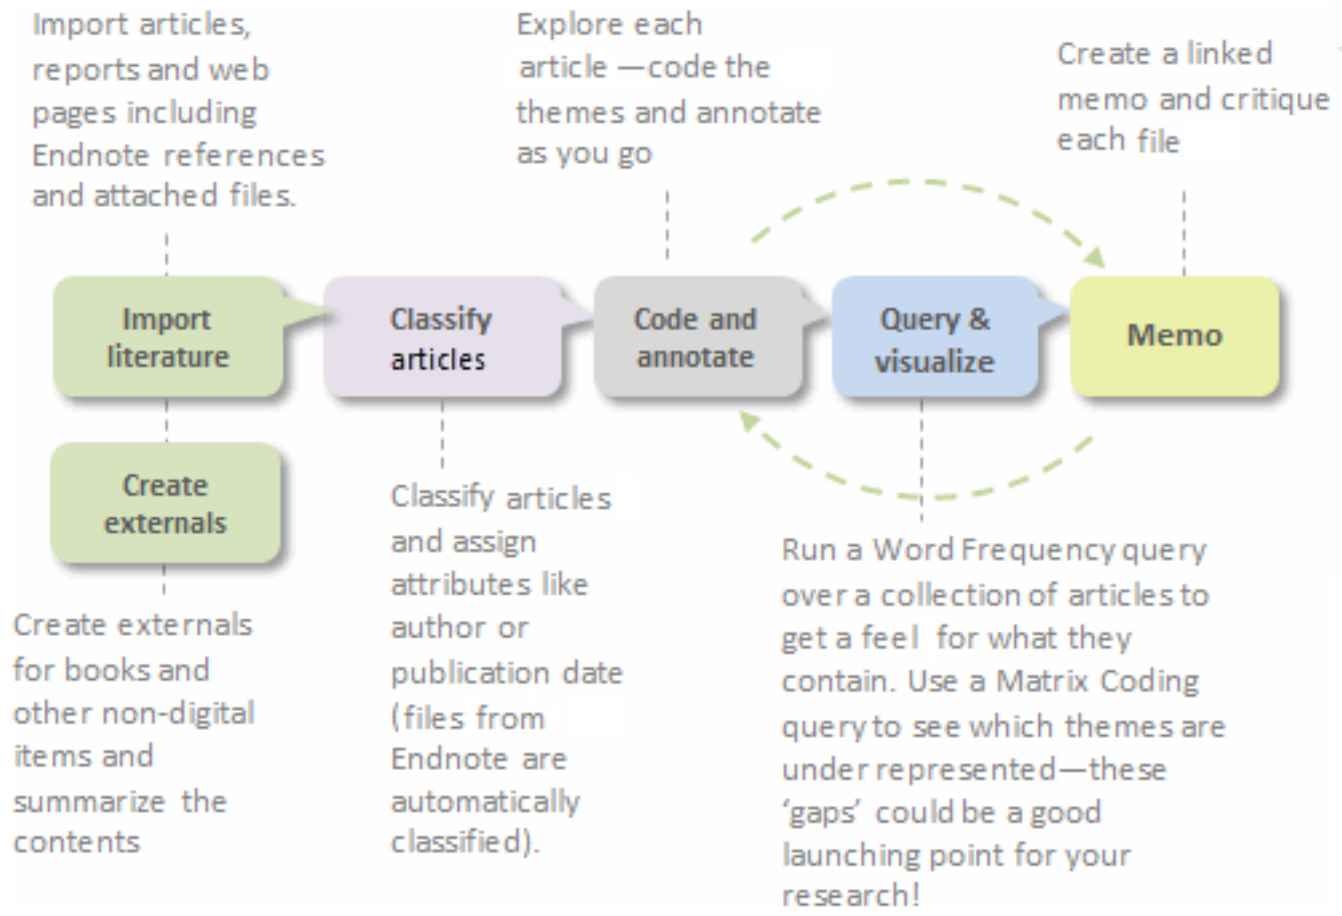 Import articles,
reports and web
pages including
Endnote references
and attached files.
Explore each
article —code the
themes and annotate
as you go
Create a linked
memo and critique
each file
Import
literature
Classify
articles
Code and
annotate
Query &
visualize
Memo
Create
externals
Create externals
for books and
other non-digital
items and
summarize the
contents
Classify articles
and assign
attributes like
author or
publication date
(files from
Endnote are
automatically
classified).
Run a Word Frequency query
over a collection of articles to
get a feel for what they
contain. Use a Matrix Coding
query to see which themes are
under represented—these
‘gaps’ could be a good
launching point for your
research!